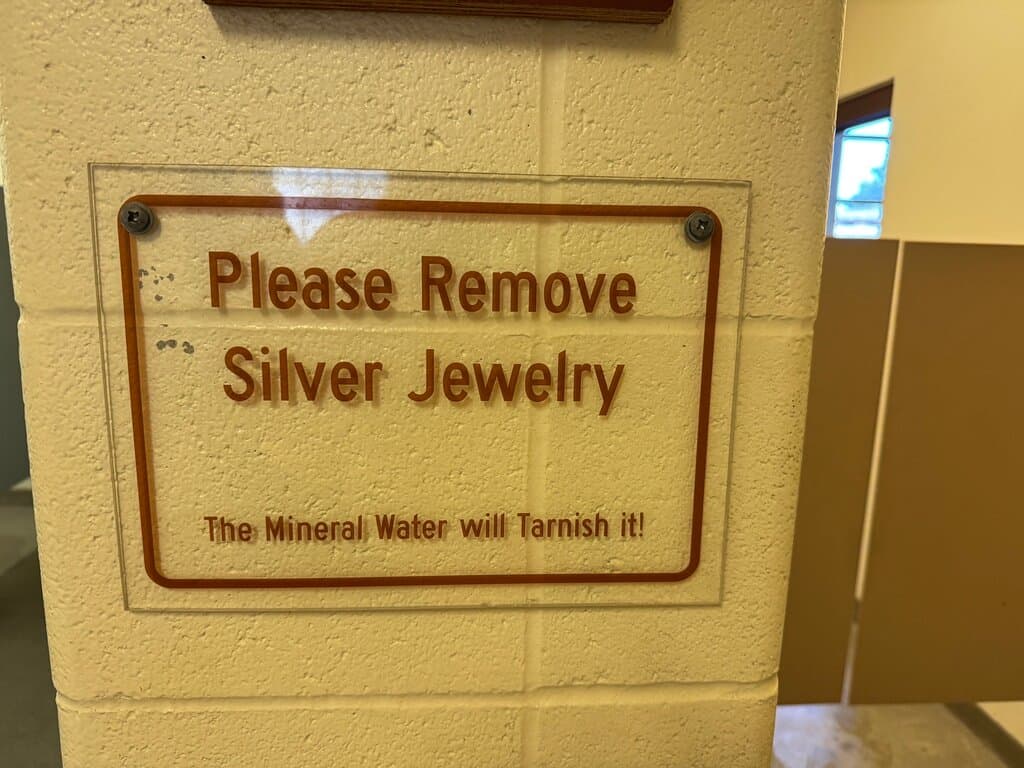 Please Remove
Silver Jewelry
The Mineral Water will Tarnish it!